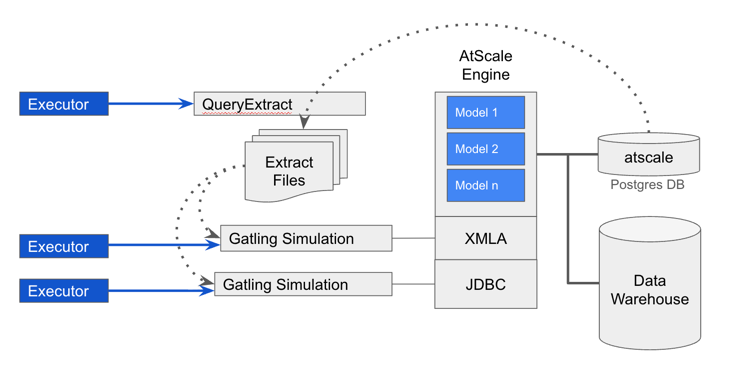 AtScale
Engine
Executor
QueryExtract
Model 1
Model 2
Model n
atscale
Postgres DB
Extract
Files
Executor
Gatling Simulation
XMLA
Executor
Gatling Simulation
JDBC
Data
Warehouse